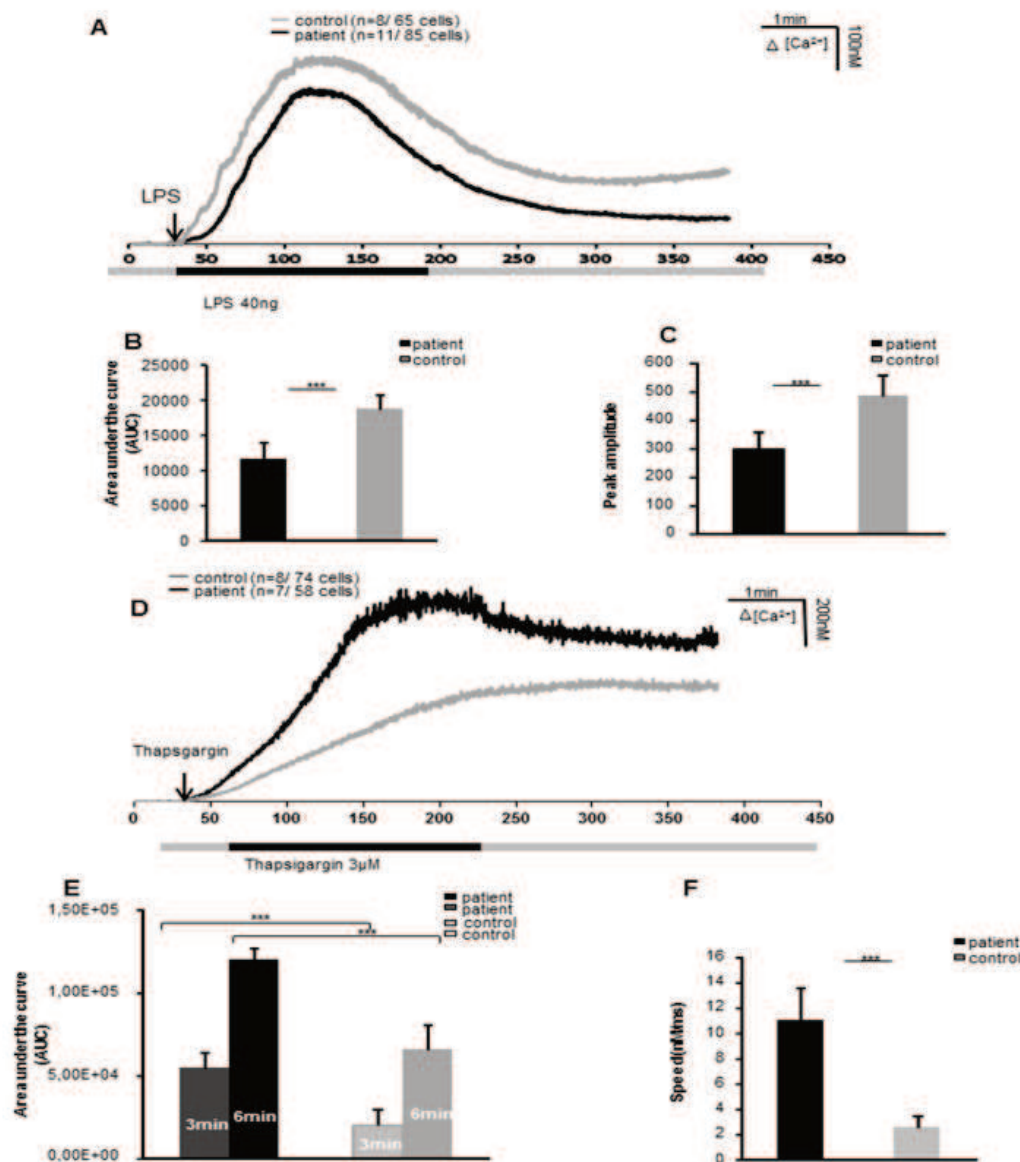 A
control (n=8/ 65 cells)
patient (n=11/ 85 cells)
1min
△ [Ca²⁺]
100nM
LPS
0 50 100 150 200 250 300 350 400 450
LPS 40ng
B
patient
control
Area under the curve
(AUC)
25000
20000
15000
10000
5000
0
***
C
patient
control
Peak amplitude
600
500
400
300
200
100
0
***
control (n=8/ 74 cells)
patient (n=7/ 58 cells)
D
1min
△[Ca²⁺]
200nM
Thapsgargin
0 50 100 150 200 250 300 350 400 450
Thapsigargin 3µM
E
patient
patient
control
control
Area under the curve
(AUC)
1,50E+05
1,00E+05
5,00E+04
0,00E+00
***
***
3min
6min
3min
6min
F
patient
control
Speed(nM/ms)
16
14
12
10
8
6
4
2
0
***